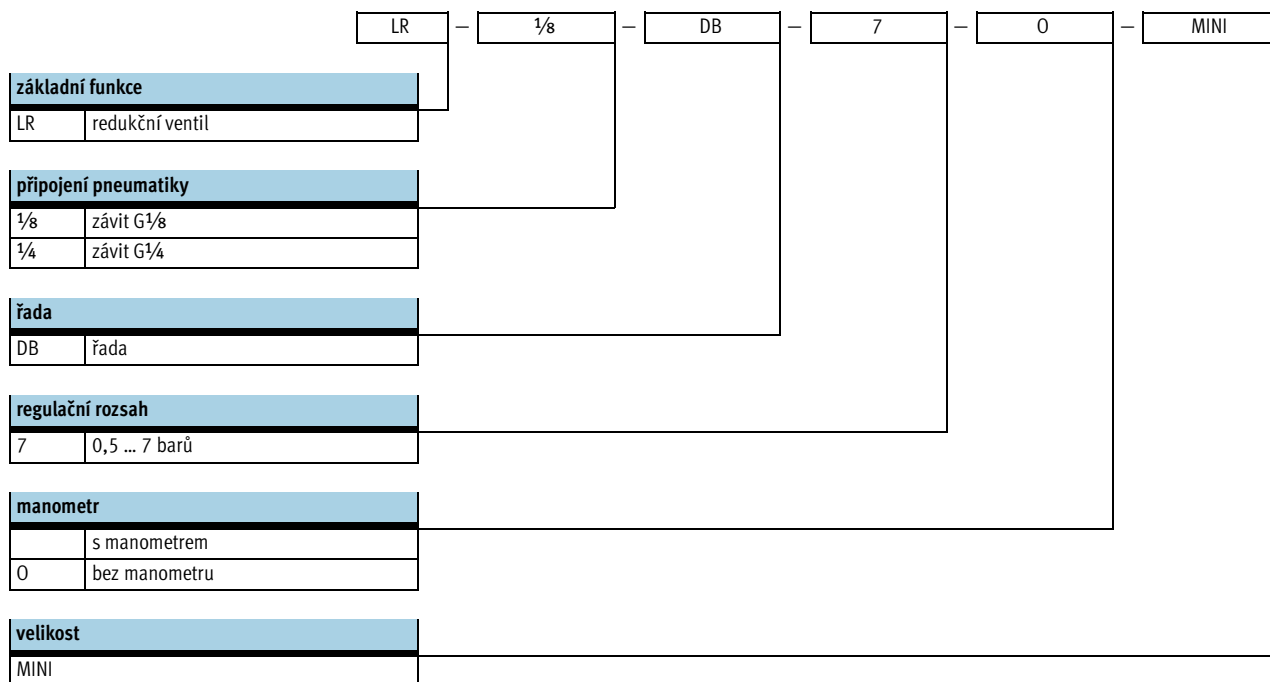 LR – ⅛ – DB – 7 – O – MINI
základní funkce
LR redukční ventil
připojení pneumatiky
⅛ závit G⅛
¼ závit G¼
řada
DB řada
regulační rozsah
7 0,5 ... 7 barů
manometr
s manometrem
O bez manometru
velikost
MINI